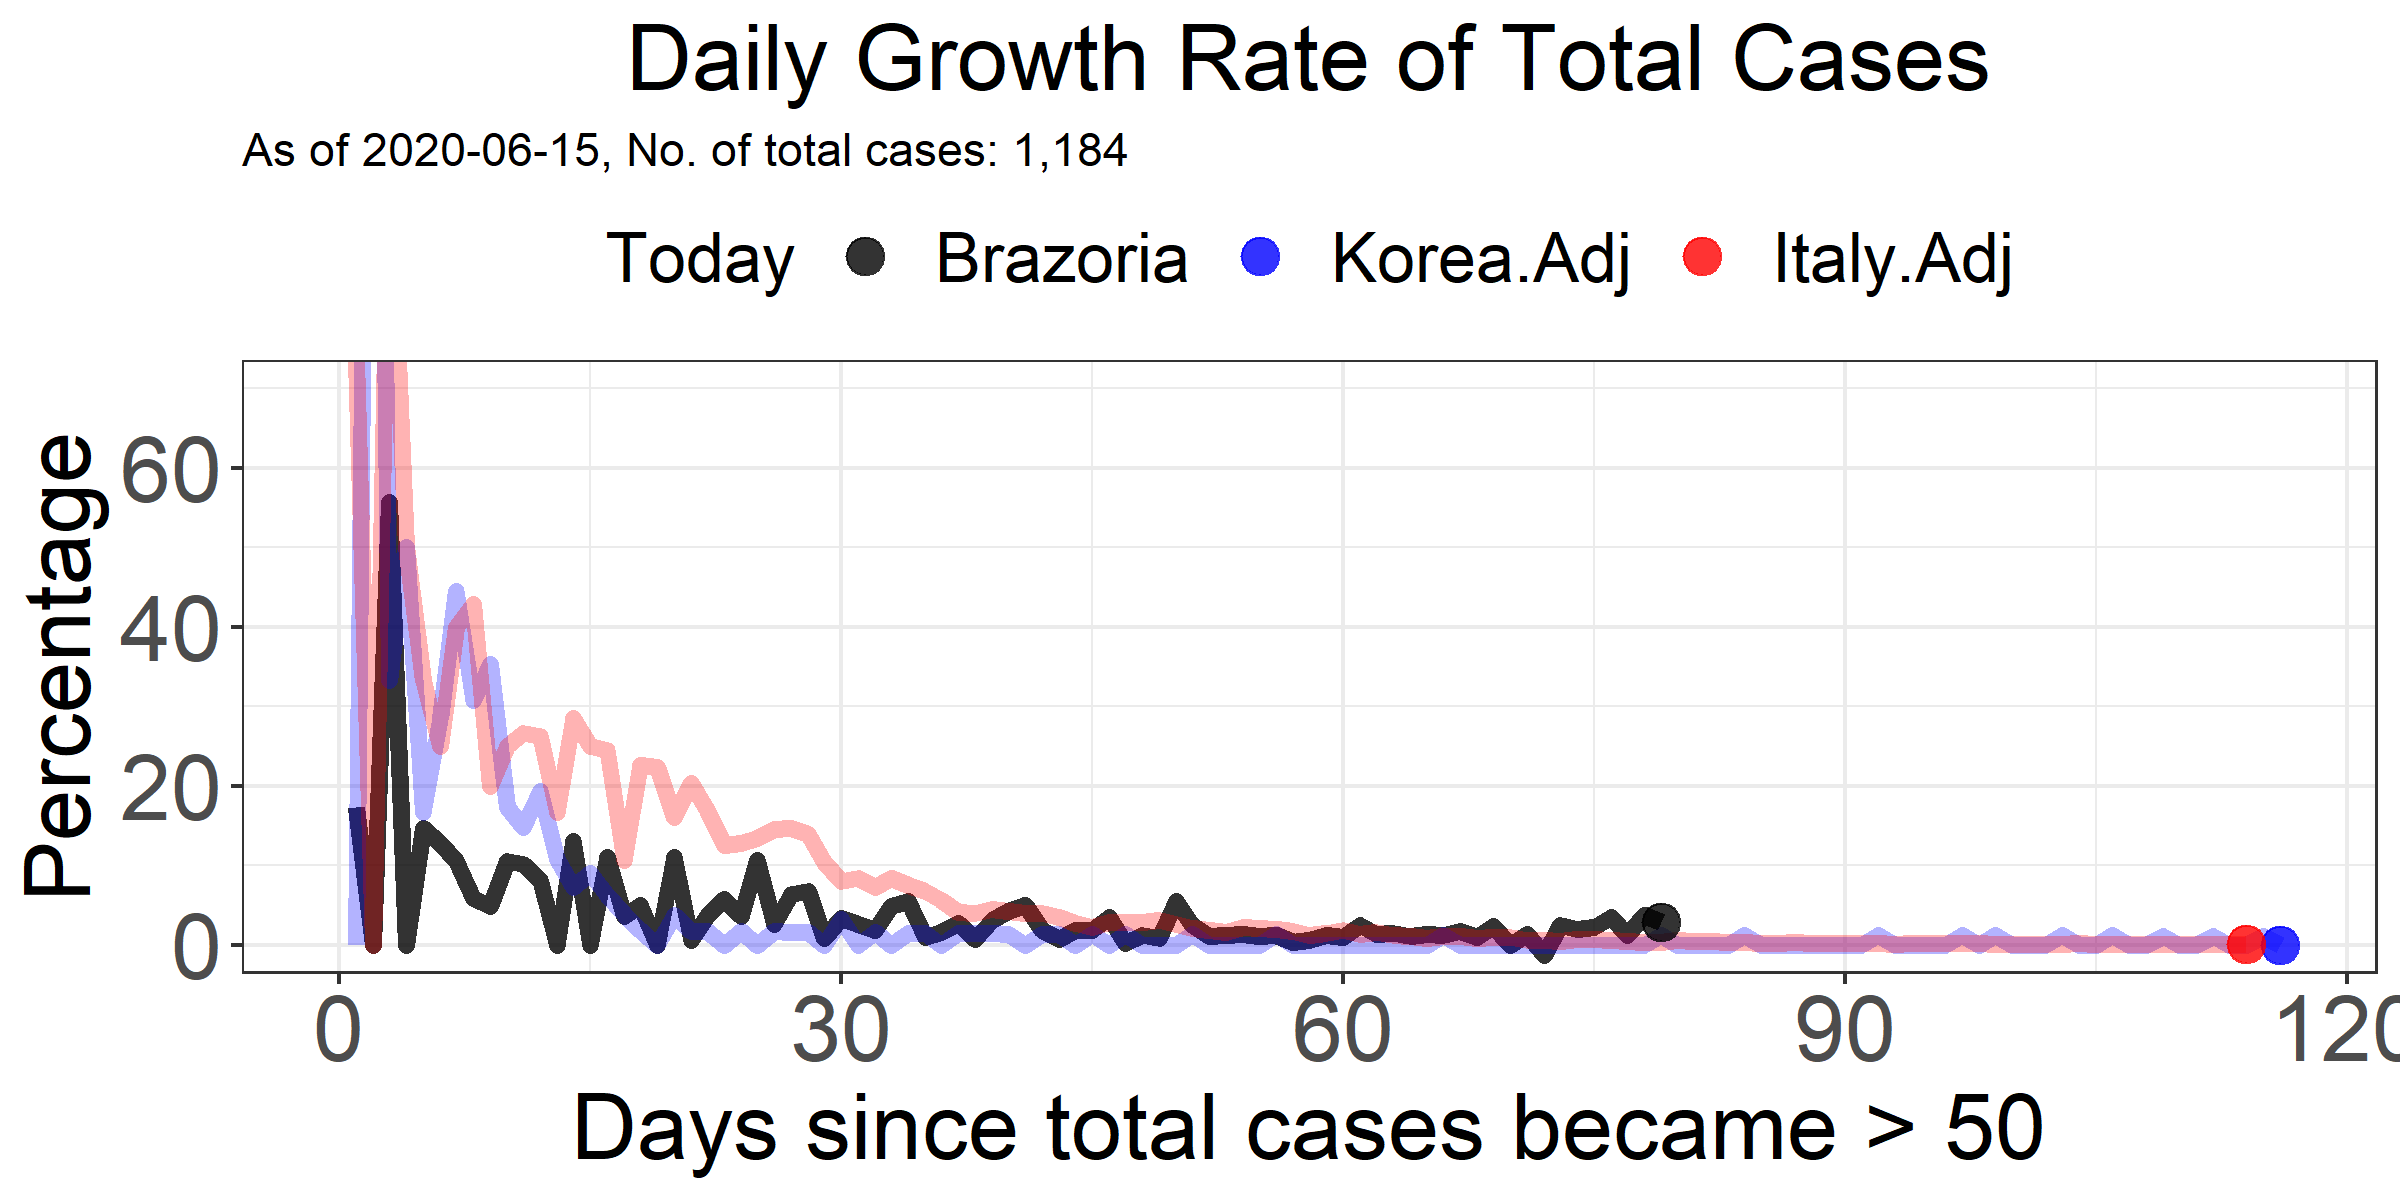 Daily Growth Rate of Total Cases
As of 2020-06-15, No. of total cases: 1,184
Today Brazoria Korea.Adj Italy.Adj
Percentage
60
40
20
0
0 30 60 90 120
Days since total cases became > 50